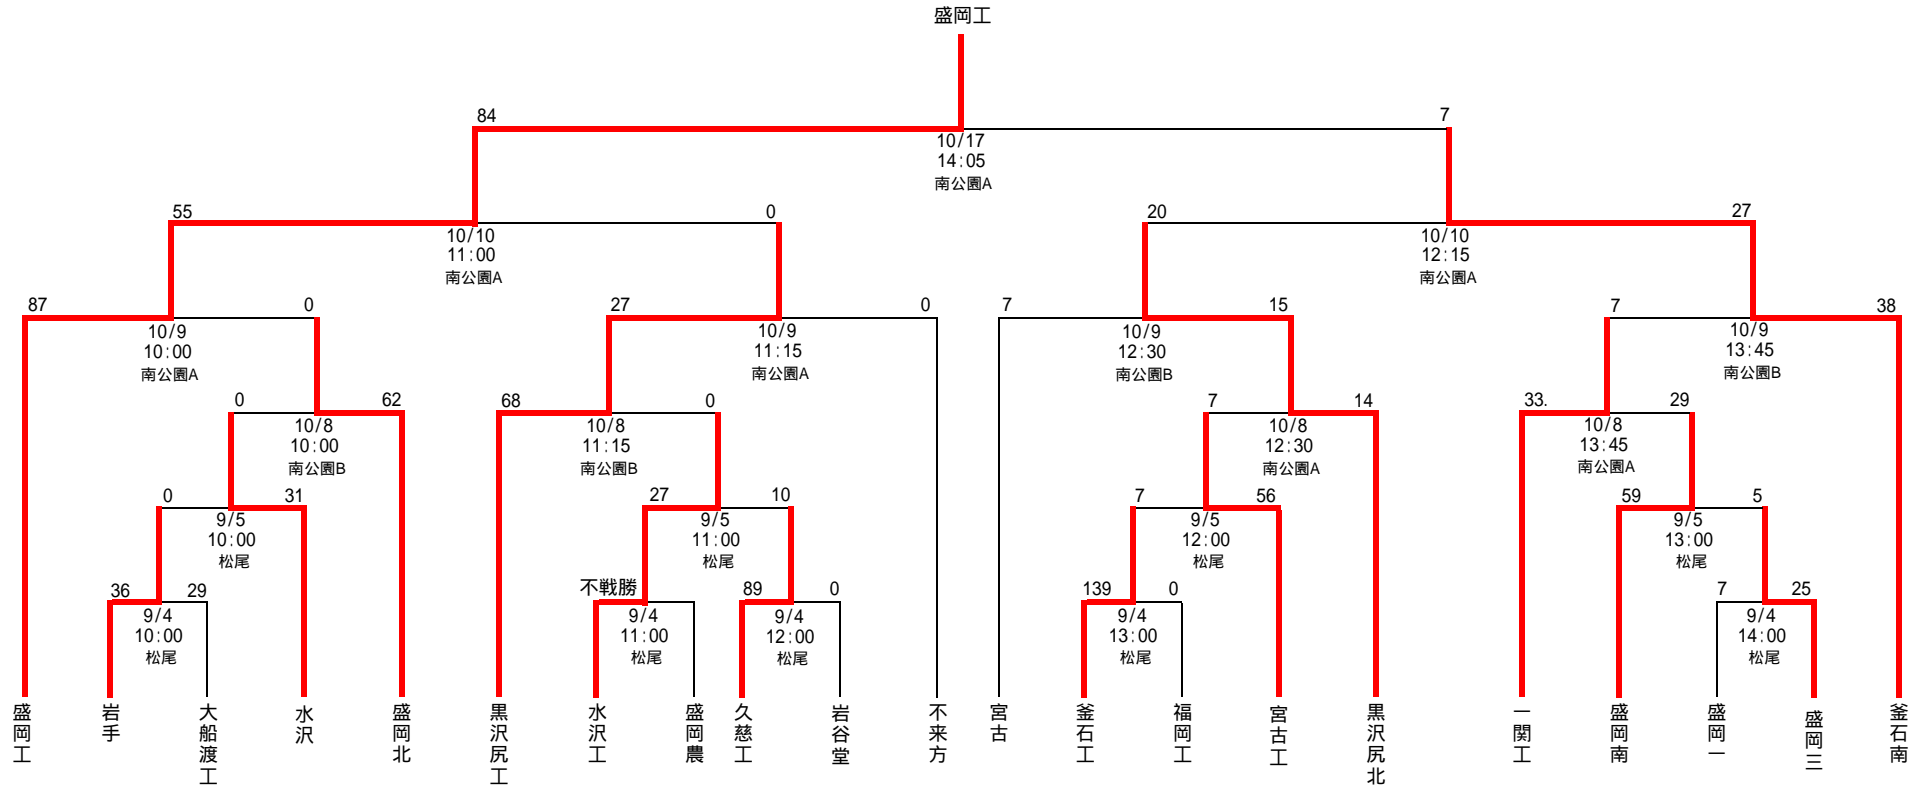 盛岡工
84
7
10/17
14:05
南公園A
55
0
20
27
10/10
11:00
南公園A
10/10
12:15
南公園A
87
0
27
0
7
15
7
38
10/9
10:00
南公園A
10/9
11:15
南公園A
10/9
12:30
南公園B
10/9
13:45
南公園B
0
62
68
0
7
14
33.
29
10/8
10:00
南公園B
10/8
11:15
南公園B
10/8
12:30
南公園A
10/8
13:45
南公園A
0
31
27
10
7
56
59
5
9/5
10:00
松尾
9/5
11:00
松尾
9/5
12:00
松尾
9/5
13:00
松尾
36
29
不戦勝
89
0
139
0
7
25
9/4
10:00
松尾
9/4
11:00
松尾
9/4
12:00
松尾
9/4
13:00
松尾
9/4
14:00
松尾
盛岡工
岩手
大船渡工
水沢
盛岡北
黒沢尻工
水沢工
盛岡農
久慈工
岩谷堂
不来方
宮古
釜石工
福岡工
宮古工
黒沢尻北
一関工
盛岡南
盛岡一
盛岡三
釜石南